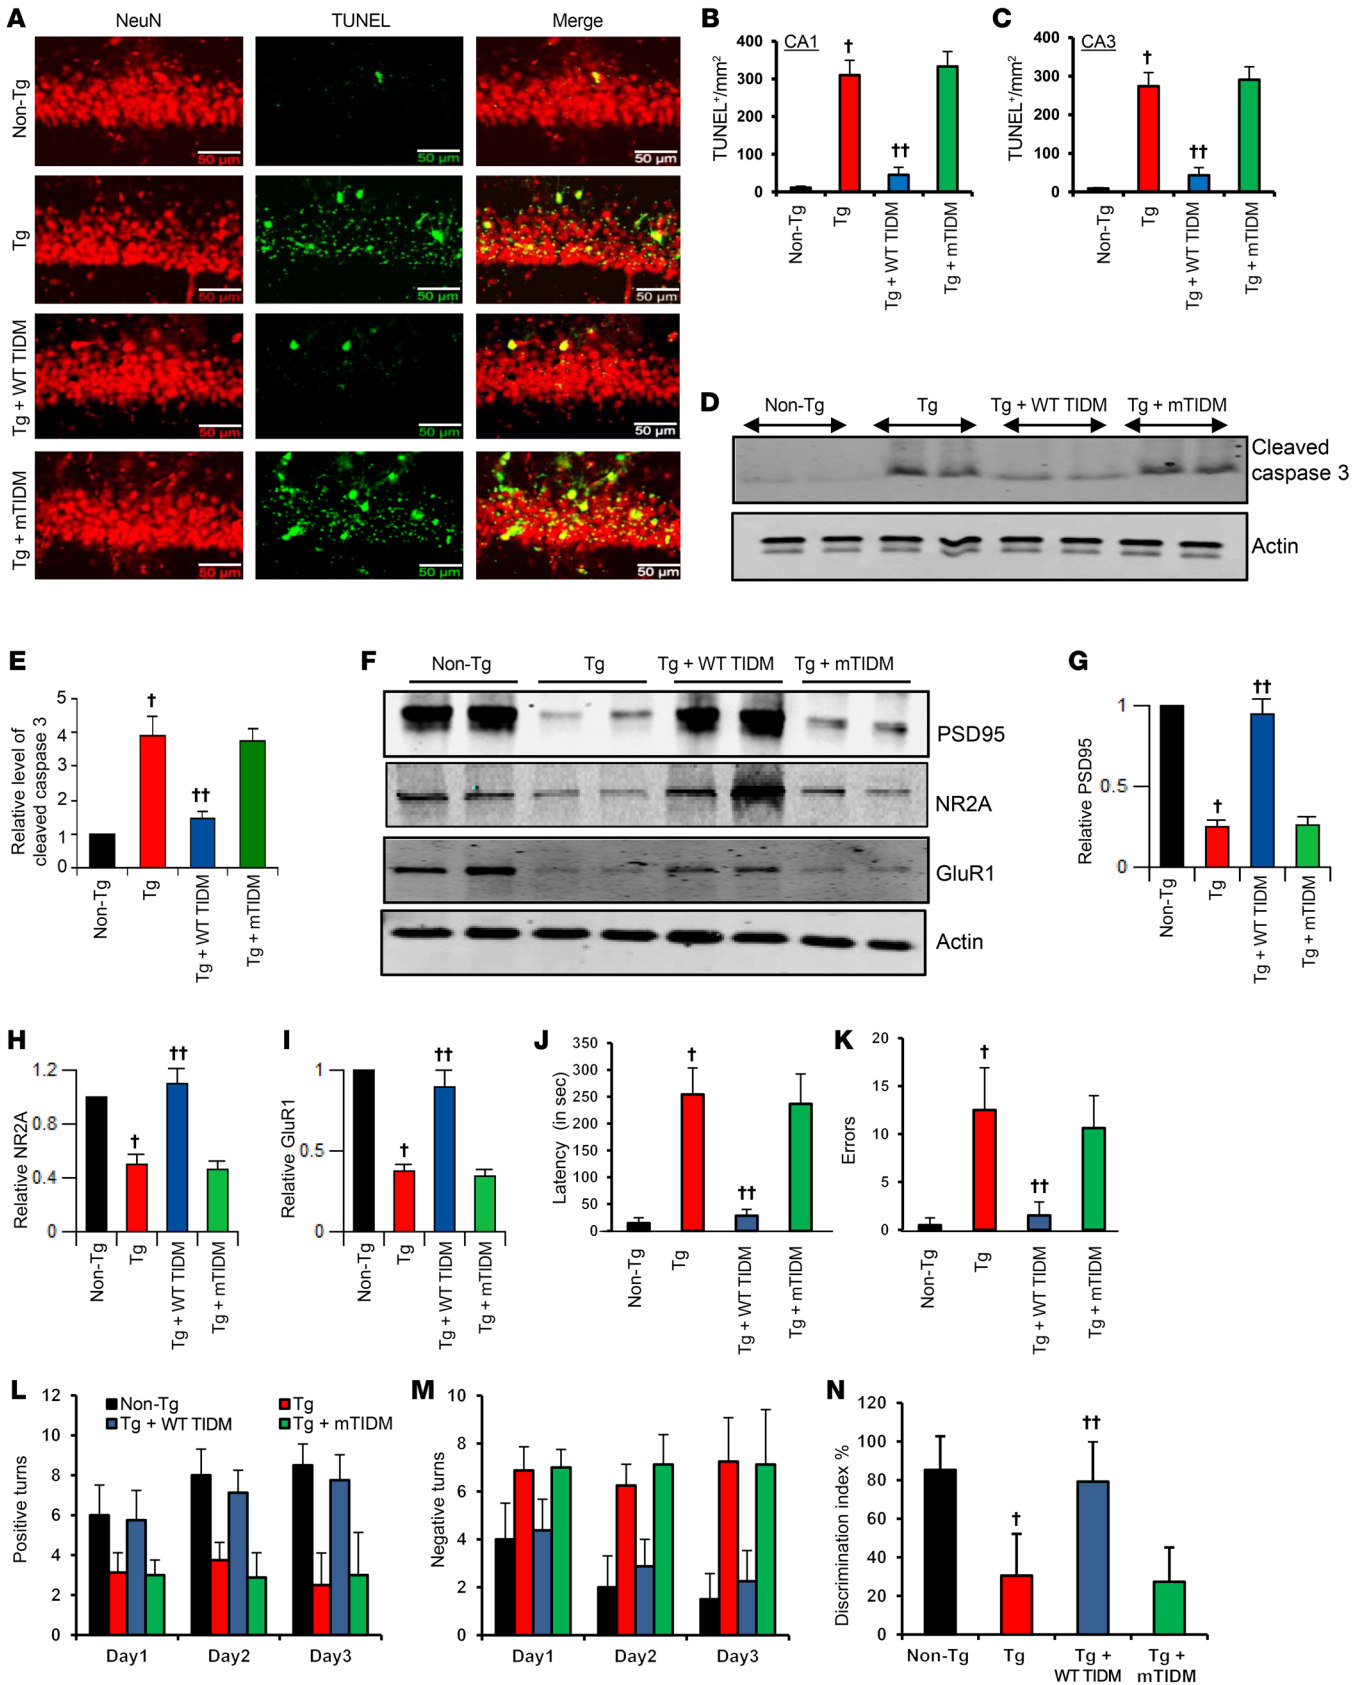 A
NeuN
TUNEL
Merge
Non-Tg
50 µm
50 µm
50 µm
Tg
50 µm
50 µm
50 µm
Tg + WT TIDM
50 µm
50 µm
50 µm
Tg + mTIDM
50 µm
50 µm
50 µm
B
CA1
TUNEL⁺/mm²
400
300
200
100
0
Non-Tg
†
Tg
††
Tg + WT TIDM
Tg + mTIDM
C
CA3
TUNEL⁺/mm²
400
300
200
100
0
Non-Tg
†
Tg
††
Tg + WT TIDM
Tg + mTIDM
D
Non-Tg
Tg
Tg + WT TIDM
Tg + mTIDM
Cleaved
caspase 3
Actin
E
Relative level of
cleaved caspase 3
5
4
3
2
1
0
†
††
Non-Tg
Tg
Tg + WT TIDM
Tg + mTIDM
F
Non-Tg
Tg
Tg + WT TIDM
Tg + mTIDM
PSD95
NR2A
GluR1
Actin
G
Relative PSD95
1
0.5
0
†
††
Non-Tg
Tg
Tg + WT TIDM
Tg + mTIDM
H
Relative NR2A
1.2
0.8
0.4
0
†
††
Non-Tg
Tg
Tg + WT TIDM
Tg + mTIDM
I
Relative GluR1
1
0.5
0
†
††
Non-Tg
Tg
Tg + WT TIDM
Tg + mTIDM
J
Latency (in sec)
350
300
250
200
150
100
50
0
†
††
Non-Tg
Tg
Tg + WT TIDM
Tg + mTIDM
K
Errors
20
15
10
5
0
†
††
Non-Tg
Tg
Tg + WT TIDM
Tg + mTIDM
L
Positive turns
12
10
8
6
4
2
0
Non-Tg
Tg
Tg + WT TIDM
Tg + mTIDM
Day1
Day2
Day3
M
Negative turns
10
8
6
4
2
0
Day1
Day2
Day3
N
Discrimination index %
120
100
80
60
40
20
0
†
††
Non-Tg
Tg
Tg +
WT TIDM
Tg +
mTIDM